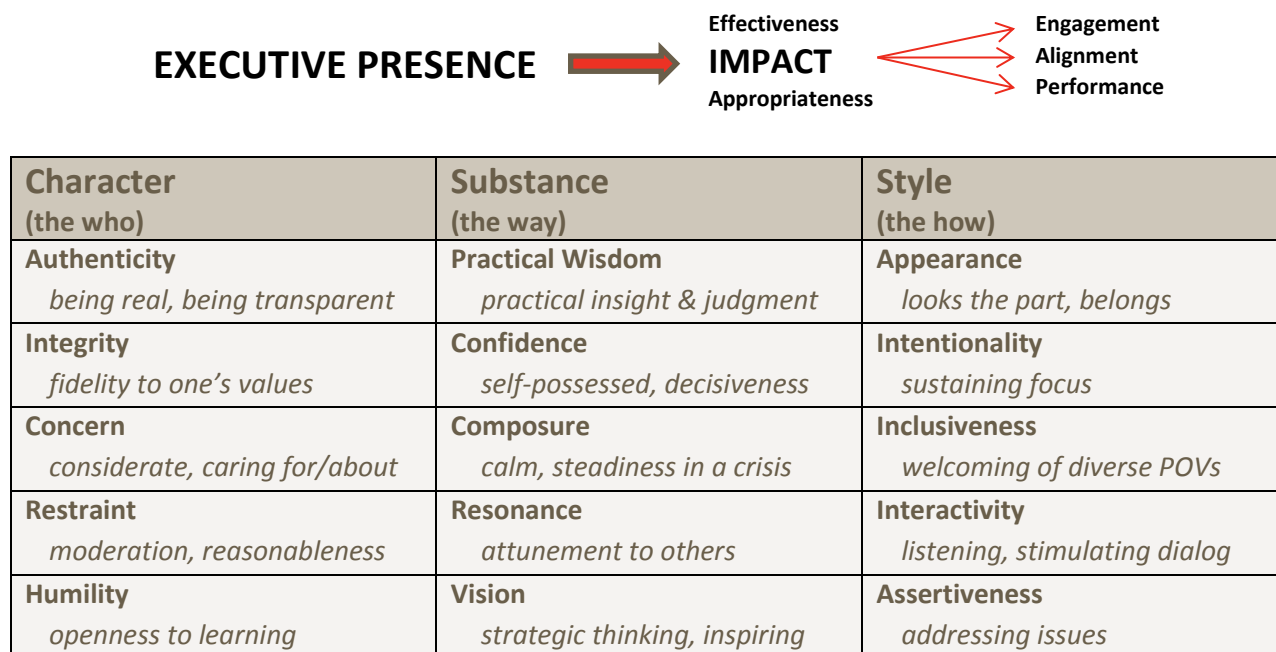 Effectiveness
Engagement
EXECUTIVE PRESENCE
IMPACT
Alignment
Appropriateness
Performance
Character
(the who)
Substance
(the way)
Style
(the how)
Authenticity
being real, being transparent
Practical Wisdom
practical insight & judgment
Appearance
looks the part, belongs
Integrity
fidelity to one’s values
Confidence
self-possessed, decisiveness
Intentionality
sustaining focus
Concern
considerate, caring for/about
Composure
calm, steadiness in a crisis
Inclusiveness
welcoming of diverse POVs
Restraint
moderation, reasonableness
Resonance
attunement to others
Interactivity
listening, stimulating dialog
Humility
openness to learning
Vision
strategic thinking, inspiring
Assertiveness
addressing issues